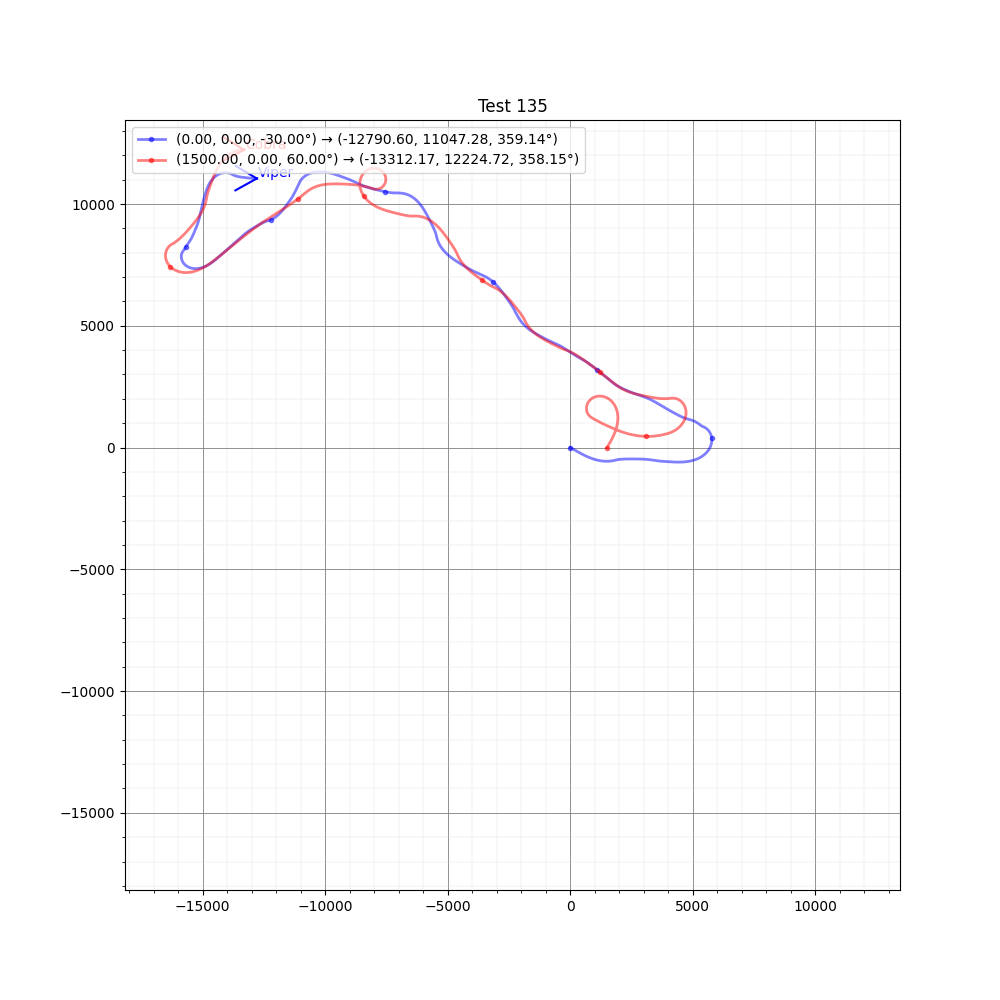 Test 135
(0.00, 0.00, -30.00°) → (-12790.60, 11047.28, 359.14°)
(1500.00, 0.00, 60.00°) → (-13312.17, 12224.72, 358.15°)
Cobra
Viper
10000
5000
0
−5000
−10000
−15000
−15000 −10000 −5000 0 5000 10000